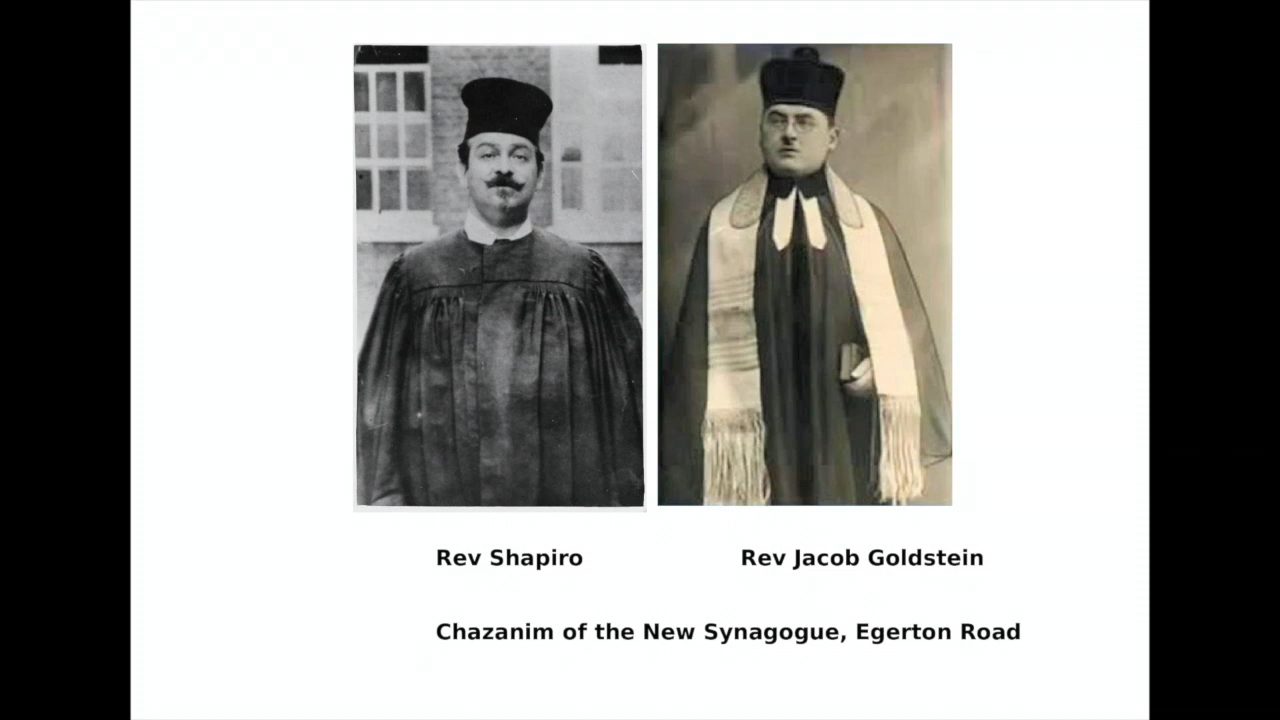 Rev Shapiro
Rev Jacob Goldstein
Chazanim of the New Synagogue, Egerton Road